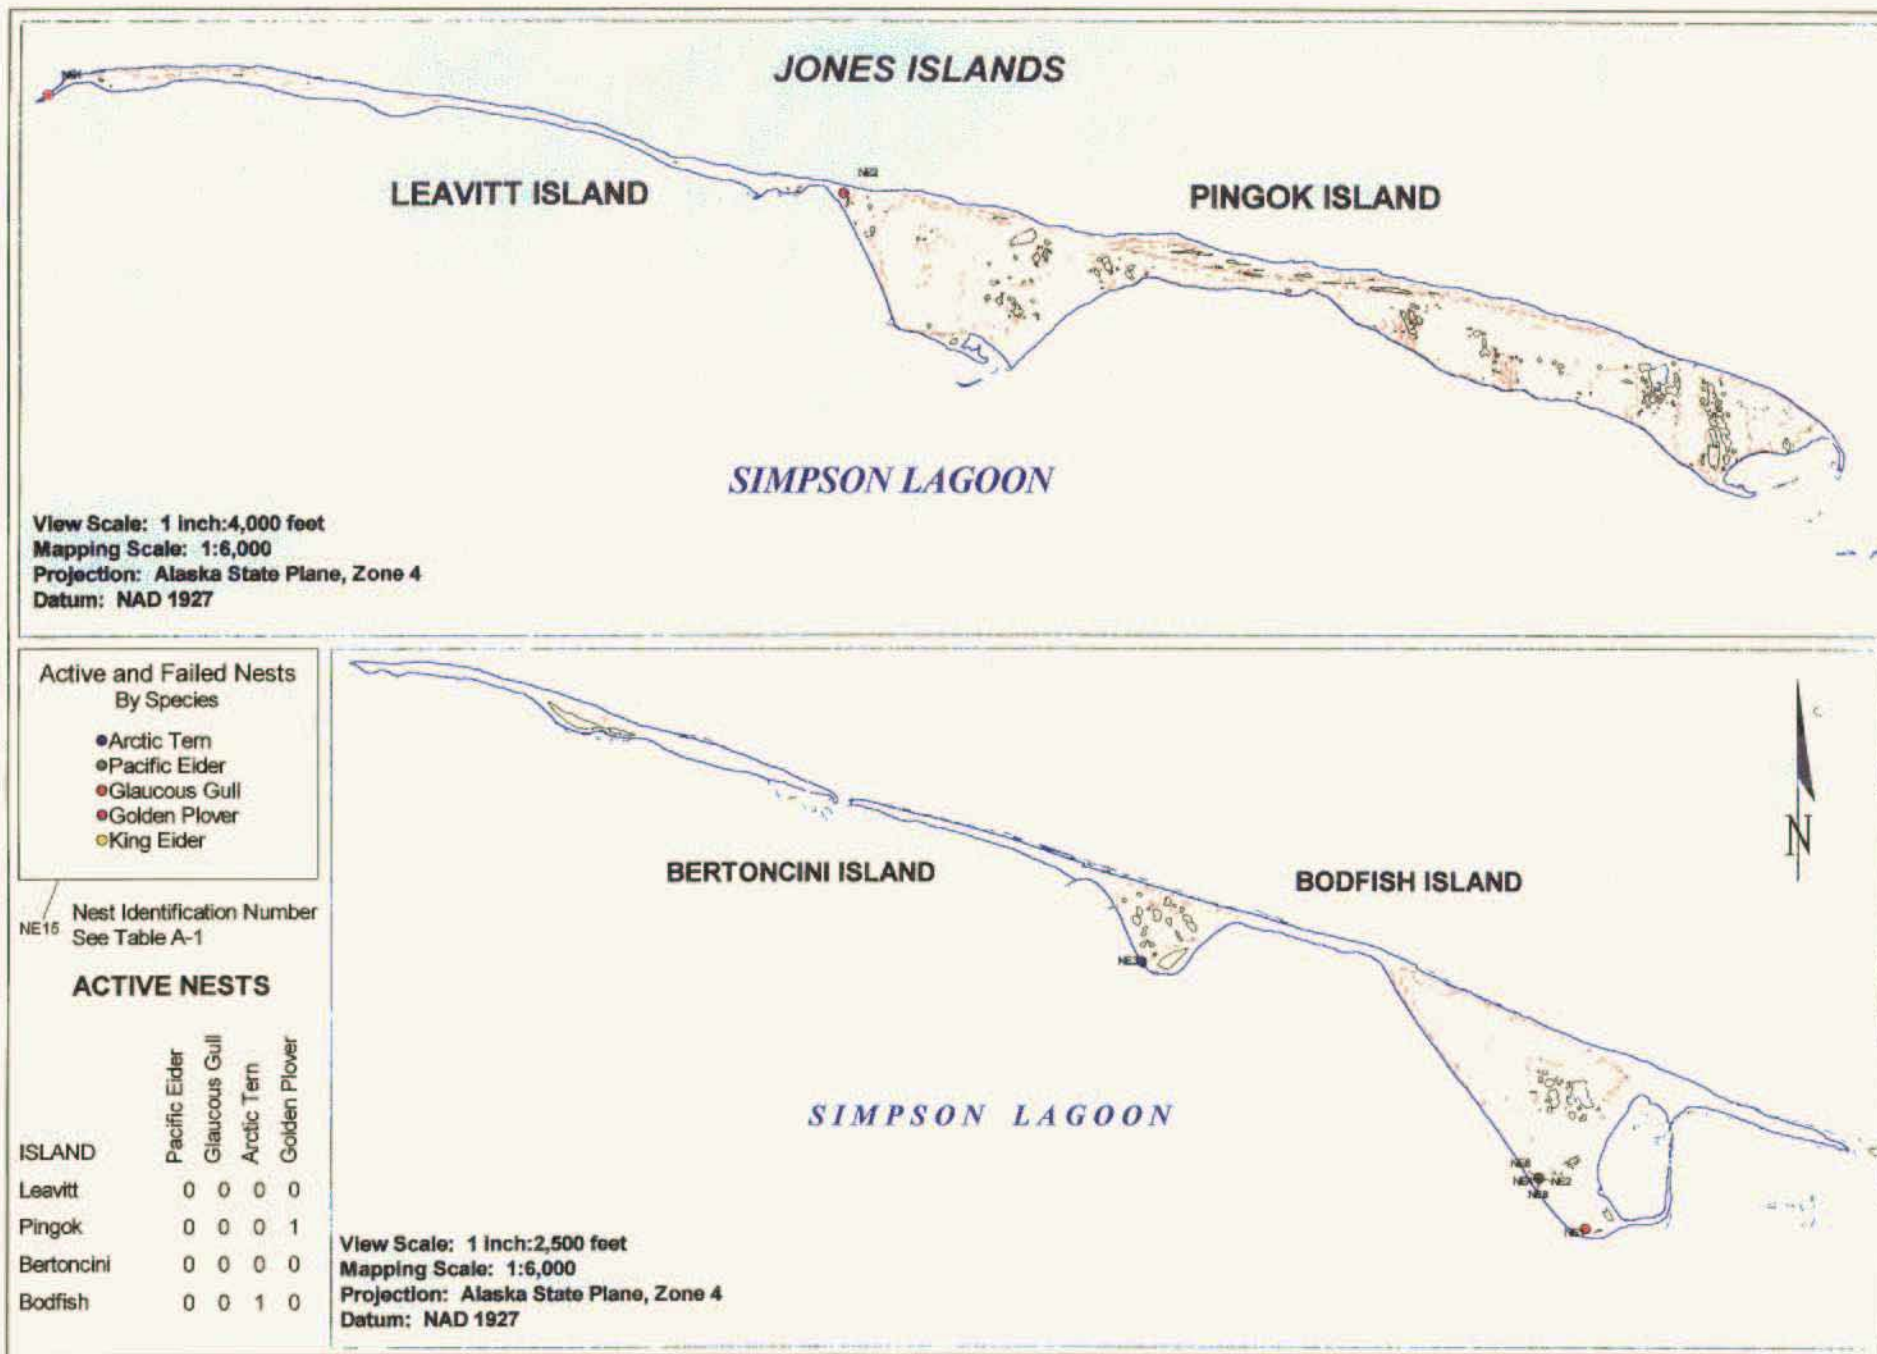 JONES ISLANDS
LEAVITT ISLAND
PINGOK ISLAND
NE2
SIMPSON LAGOON
View Scale: 1 inch:4,000 feet
Mapping Scale: 1:6,000
Projection: Alaska State Plane, Zone 4
Datum: NAD 1927
Active and Failed Nests
By Species
Arctic Tern
Pacific Eider
Glaucous Gull
Golden Plover
King Eider
NE15
Nest Identification Number
See Table A-1
ACTIVE NESTS
ISLAND Pacific Eider Glaucous Gull Arctic Tern Golden Plover
Leavitt 0 0 0 0
Pingok 0 0 0 1
Bertoncini 0 0 0 0
Bodfish 0 0 1 0
BERTONCINI ISLAND
BODFISH ISLAND
N
NE3
SIMPSON LAGOON
NE2
View Scale: 1 inch:2,500 feet
Mapping Scale: 1:6,000
Projection: Alaska State Plane, Zone 4
Datum: NAD 1927